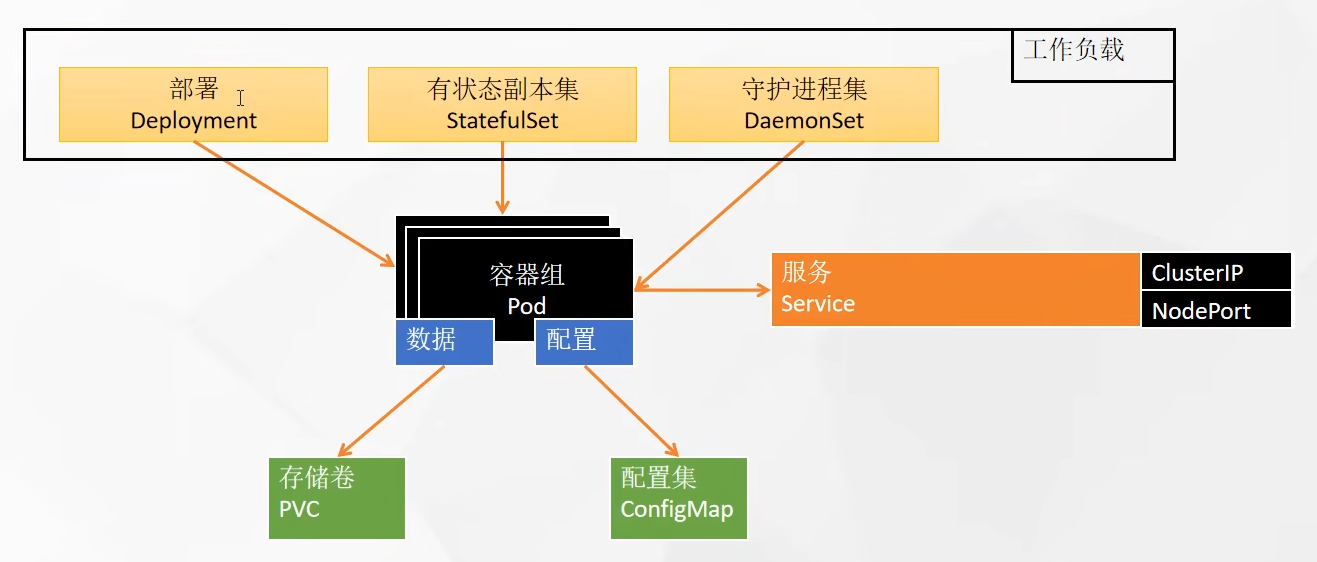 工作负载
部署
Deployment
有状态副本集
StatefulSet
守护进程集
DaemonSet
容器组
Pod
数据
配置
服务
Service
ClusterIP
NodePort
存储卷
PVC
配置集
ConfigMap